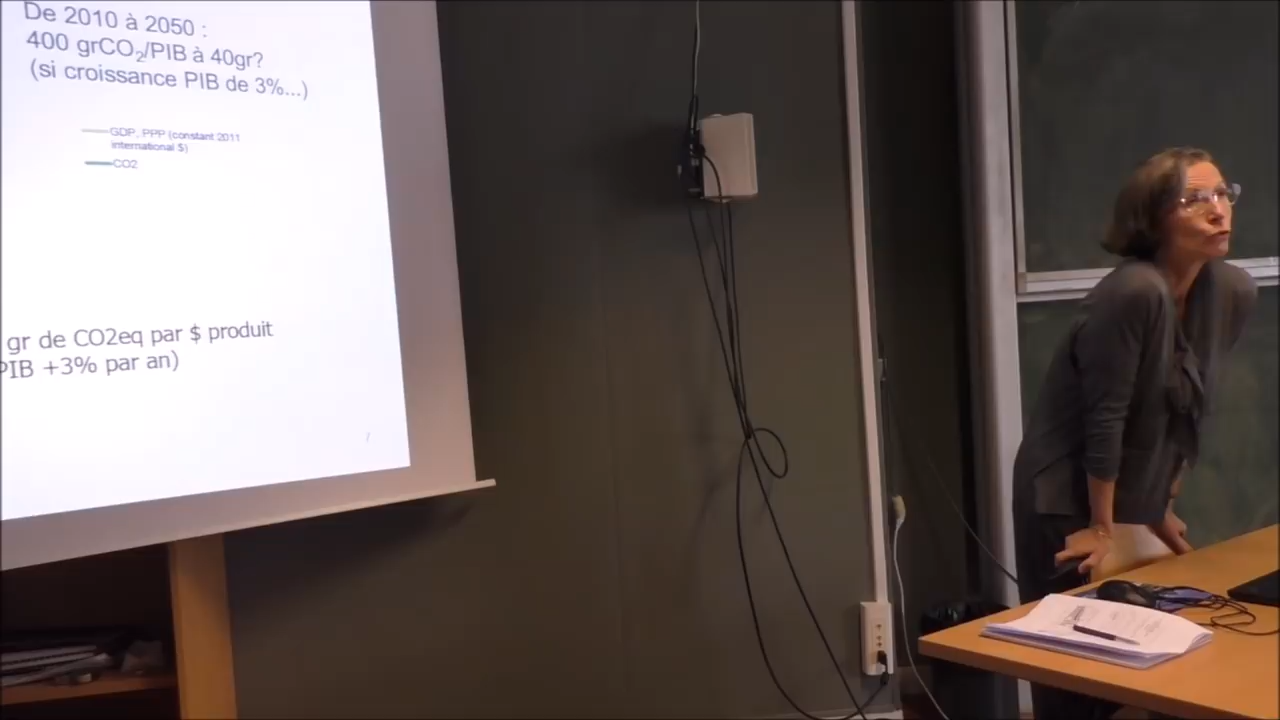 De 2010 à 2050 :
400 grCO₂/PIB à 40gr?
(si croissance PIB de 3%...)
GDP, PPP (constant 2011
international $)
CO2
gr de CO2eq par $ produit
PIB +3% par an)
7